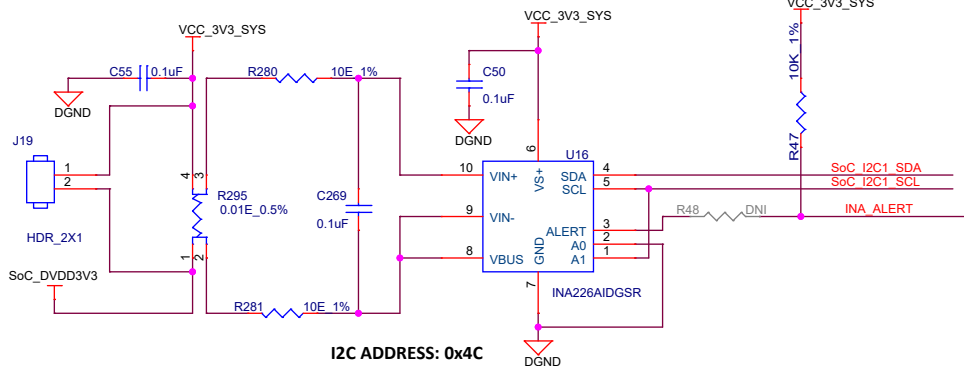 VCC_3V3_SYS
VCC_3V3_SYS
VCC_3V3_SYS
C55
0.1uF
DGND
R280
10E_1%
C50
0.1uF
DGND
10K_1%
R47
J19
1
2
HDR_2X1
4
3
R295
0.01E_0.5%
1
2
C269
0.1uF
SoC_DVDD3V3
R281
10E_1%
U16
6
VS+
10
VIN+
9
VIN-
8
VBUS
SDA
4
SCL
5
ALERT
3
A0
2
A1
1
GND
7
INA226AIDGSR
DGND
SoC_I2C1_SDA
SoC_I2C1_SCL
R48
DNI
INA_ALERT
I2C ADDRESS: 0x4C